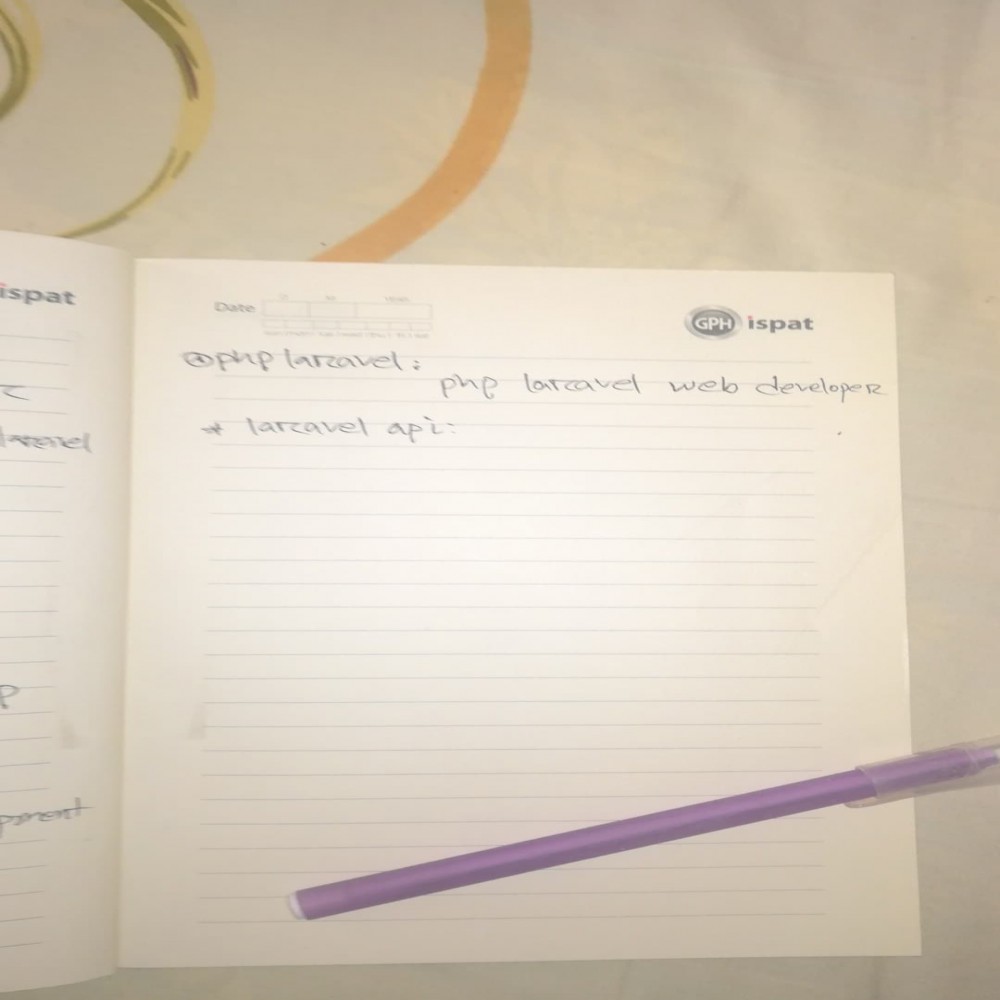 ispat
laravel
P
pment
Date
GPH ispat
php laravel:
php laravel web developer
* laravel api: